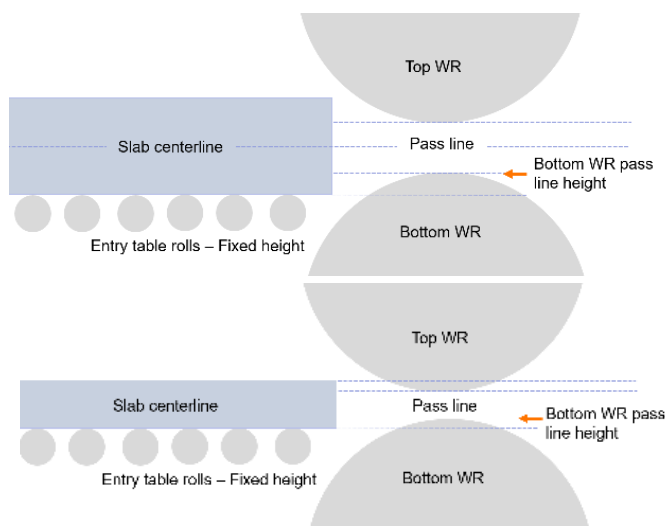 Top WR
Slab centerline
Pass line
Bottom WR pass
line height
Bottom WR
Entry table rolls – Fixed height
Top WR
Slab centerline
Pass line
Bottom WR pass
line height
Bottom WR
Entry table rolls – Fixed height